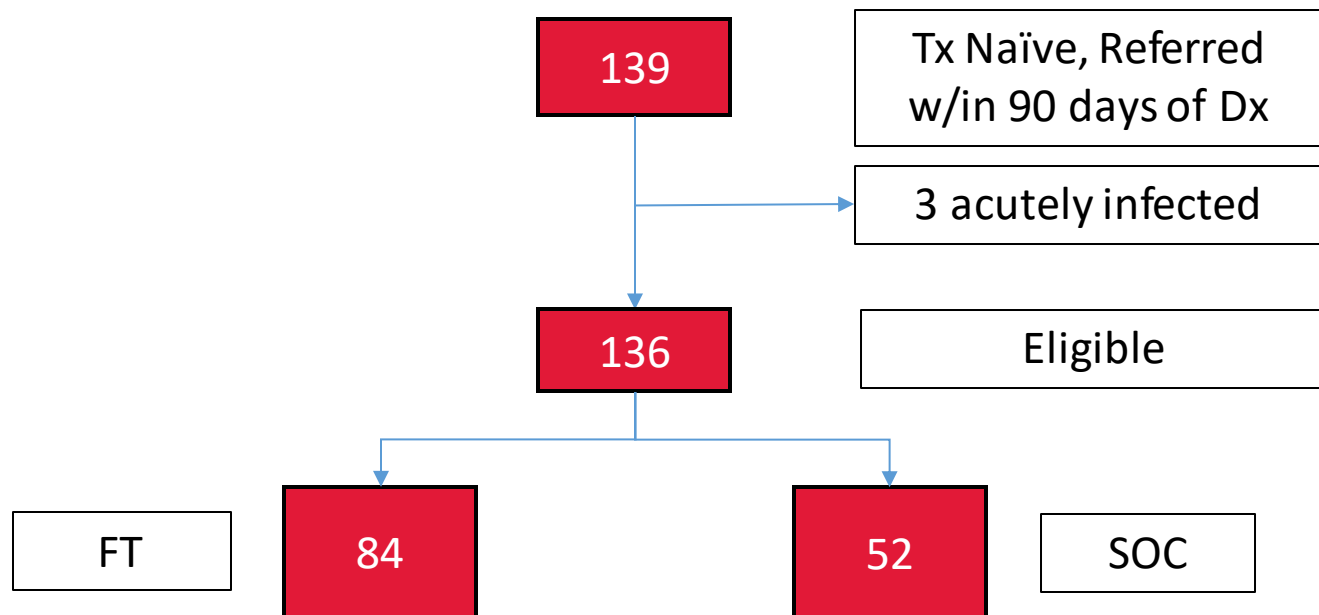 139
Tx Naïve, Referred
w/in 90 days of Dx
3 acutely infected
136
Eligible
FT
84
52
SOC